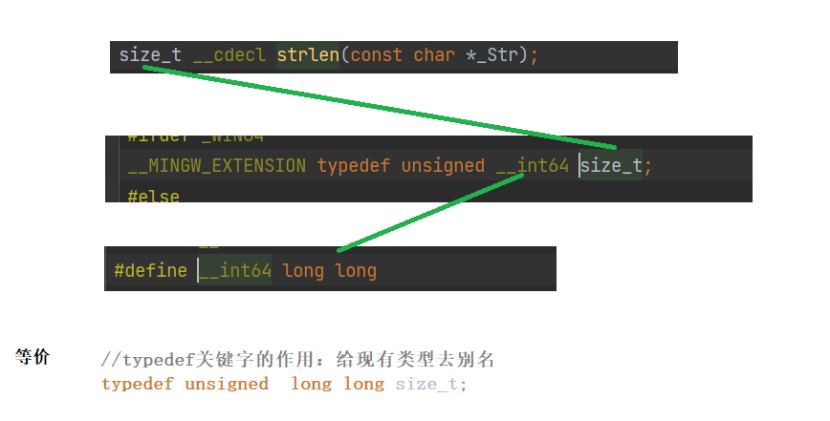 size_t __cdecl strlen(const char *_Str);
#ifdef _WIN64
__MINGW_EXTENSION typedef unsigned __int64 size_t;
#else
#define __int64 long long
等价
//typedef关键字的作用：给现有类型去别名
typedef unsigned  long long size_t;